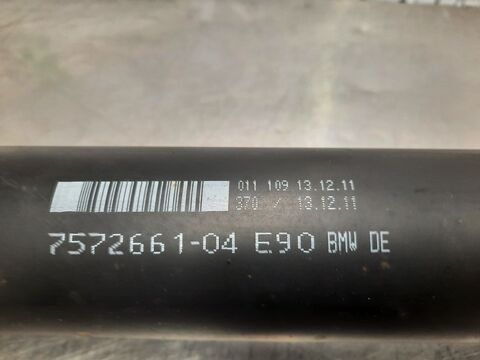 011 109 13.12.11
370 / 13.12.11
7572661-04 E90 BMW DE